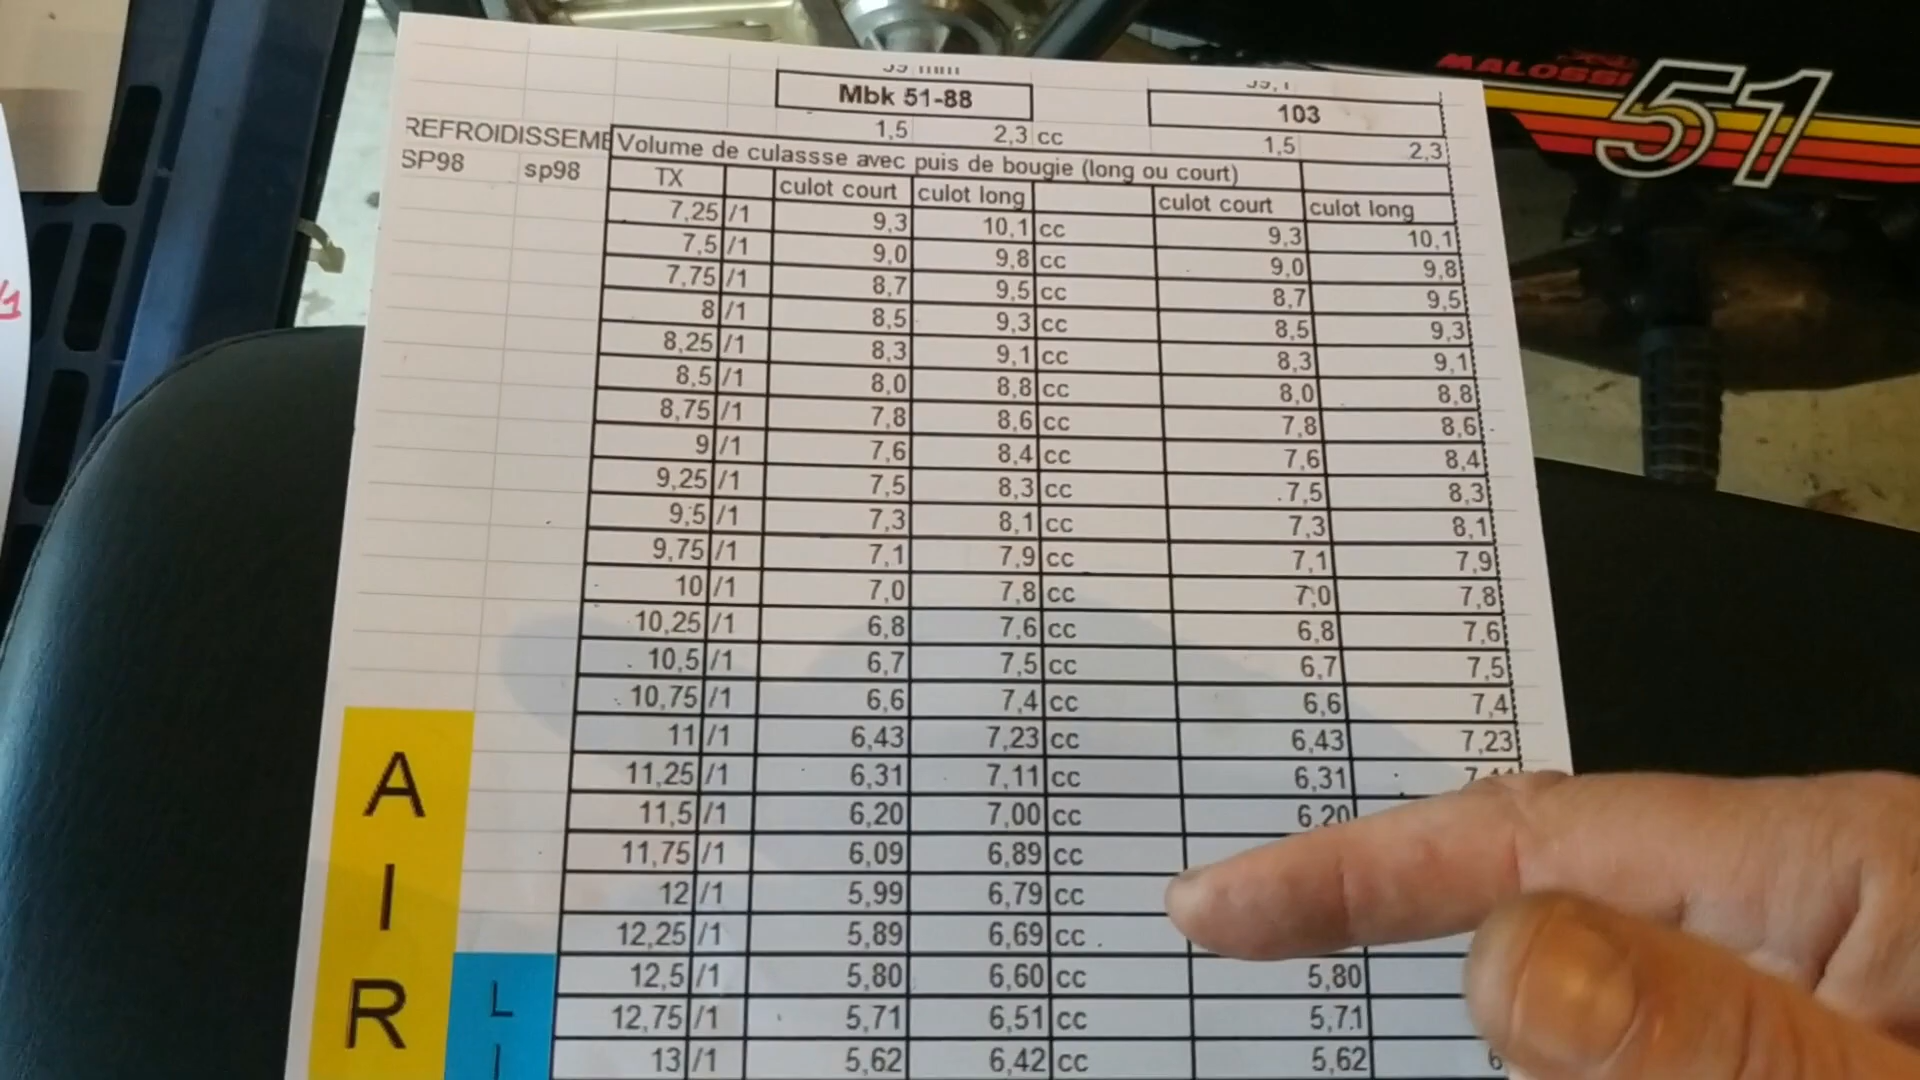 39 mm
MALOSSI
51
Mbk 51-88 103
1,5 2,3 cc 1,5 2,3
REFROIDISSEME Volume de culassse avec puis de bougie (long ou court)
SP98 sp98 TX culot court culot long culot court culot long
7,25 /1 9,3 10,1 cc 9,3 10,1
7,5 /1 9,0 9,8 cc 9,0 9,8
7,75 /1 8,7 9,5 cc 8,7 9,5
8 /1 8,5 9,3 cc 8,5 9,3
8,25 /1 8,3 9,1 cc 8,3 9,1
8,5 /1 8,0 8,8 cc 8,0 8,8
8,75 /1 7,8 8,6 cc 7,8 8,6
9 /1 7,6 8,4 cc 7,6 8,4
9,25 /1 7,5 8,3 cc 7,5 8,3
9,5 /1 7,3 8,1 cc 7,3 8,1
9,75 /1 7,1 7,9 cc 7,1 7,9
10 /1 7,0 7,8 cc 7,0 7,8
10,25 /1 6,8 7,6 cc 6,8 7,6
10,5 /1 6,7 7,5 cc 6,7 7,5
10,75 /1 6,6 7,4 cc 6,6 7,4
11 /1 6,43 7,23 cc 6,43 7,23
11,25 /1 6,31 7,11 cc 6,31
11,5 /1 6,20 7,00 cc 6,20
11,75 /1 6,09 6,89 cc
12 /1 5,99 6,79 cc
12,25 /1 5,89 6,69 cc
12,5 /1 5,80 6,60 cc 5,80
12,75 /1 5,71 6,51 cc 5,71
13 /1 5,62 6,42 cc 5,62 6
A
I
R
L
I
/1